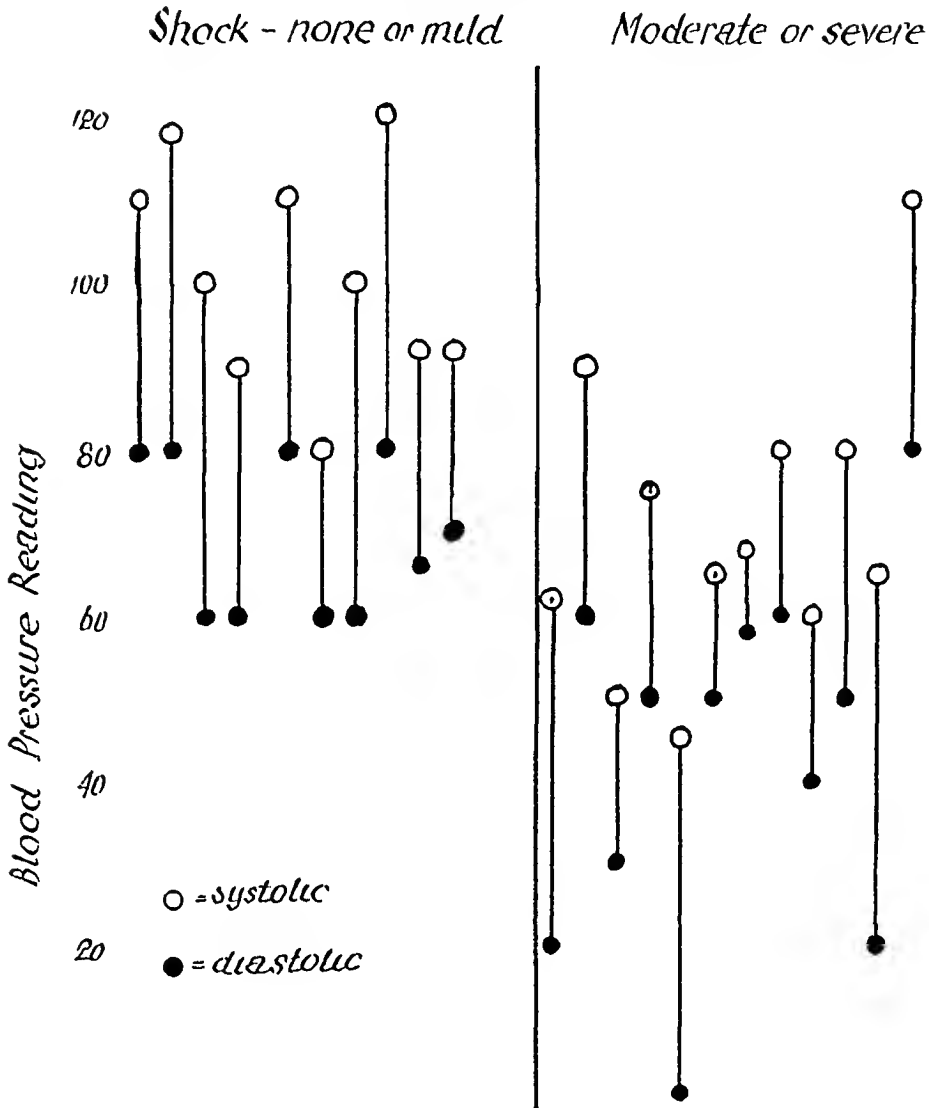 Shock - none or mild
Moderate or severe
120
100
80
60
40
20
Blood Pressure Reading
○ = systolic
● = diastolic